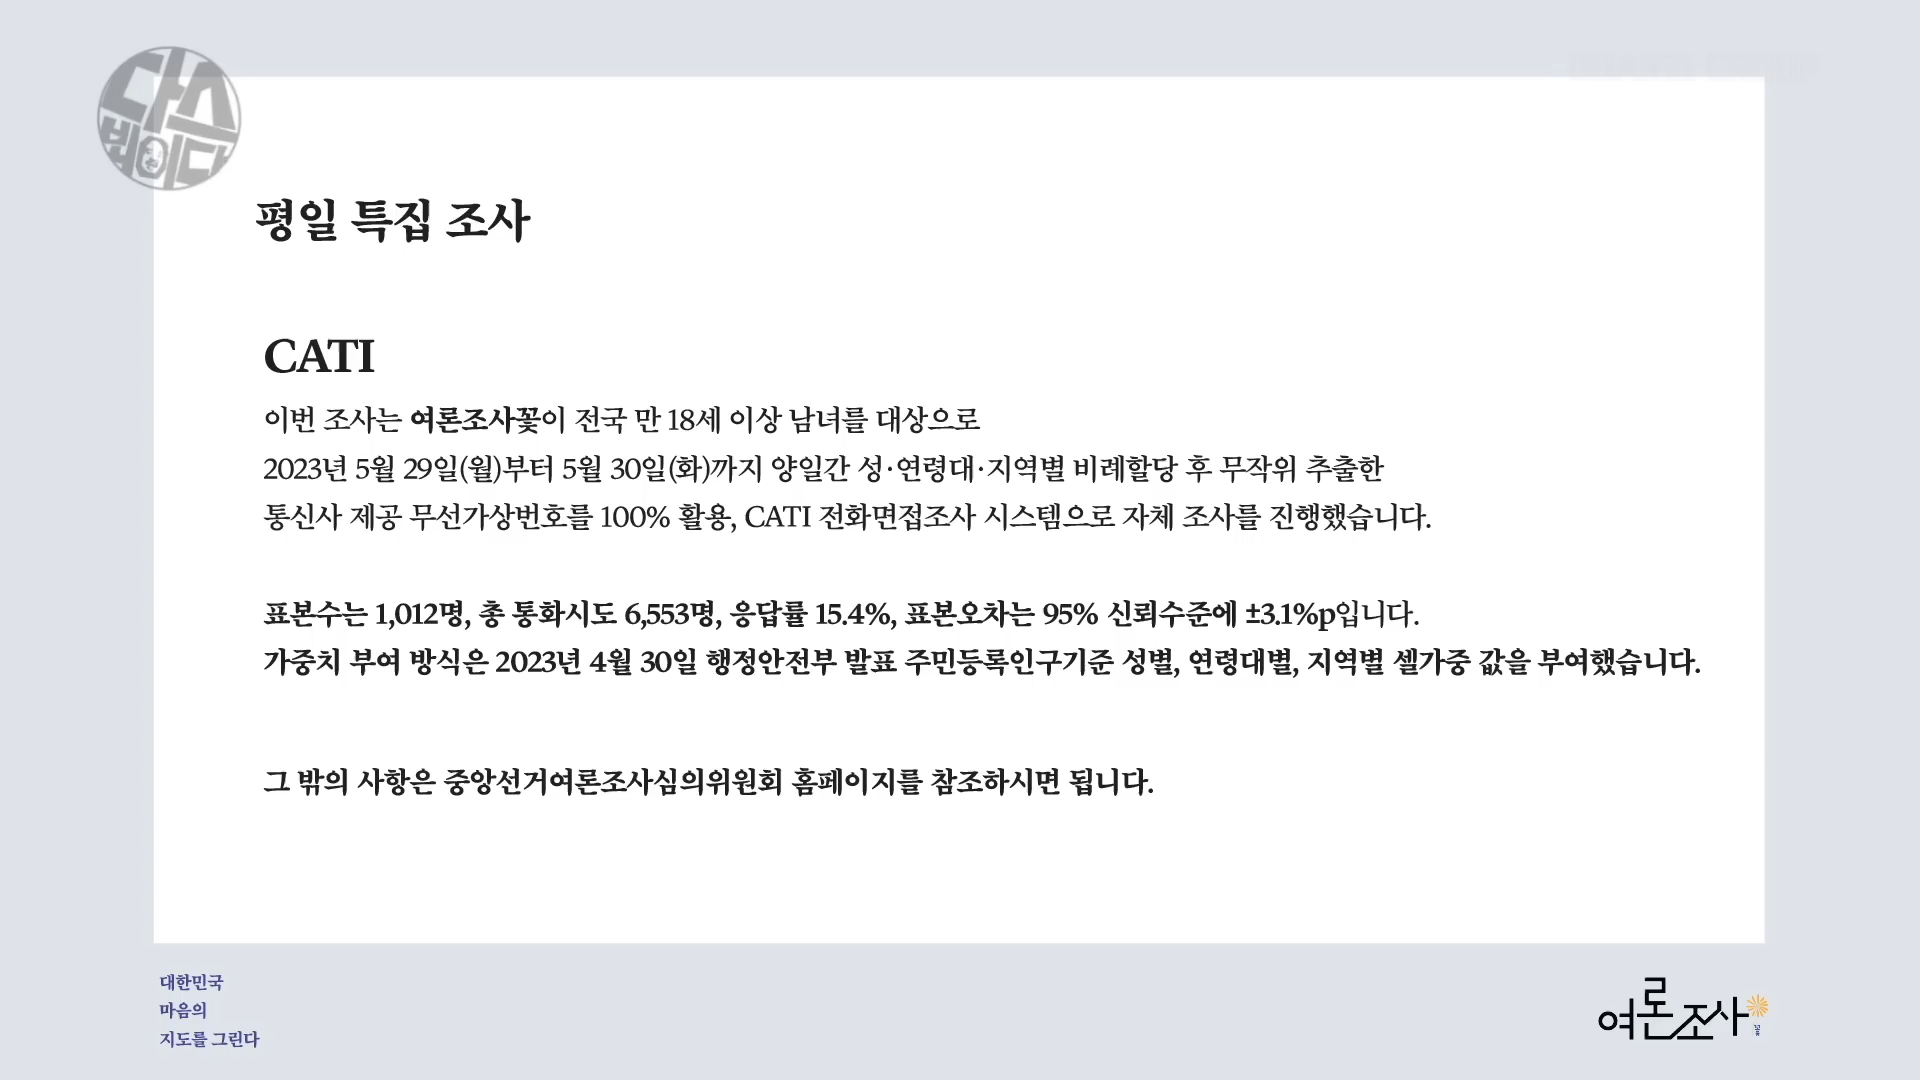 다스
뵈이다
평일 특집 조사
CATI
이번 조사는 여론조사꽃이 전국 만 18세 이상 남녀를 대상으로
2023년 5월 29일(월)부터 5월 30일(화)까지 양일간 성·연령대·지역별 비례할당 후 무작위 추출한
통신사 제공 무선가상번호를 100% 활용, CATI 전화면접조사 시스템으로 자체 조사를 진행했습니다.
표본수는 1,012명, 총 통화시도 6,553명, 응답률 15.4%, 표본오차는 95% 신뢰수준에 ±3.1%p입니다.
가중치 부여 방식은 2023년 4월 30일 행정안전부 발표 주민등록인구기준 성별, 연령대별, 지역별 셀가중 값을 부여했습니다.
그 밖의 사항은 중앙선거여론조사심의위원회 홈페이지를 참조하시면 됩니다.
대한민국
마음의
지도를 그린다
여론조사꽃